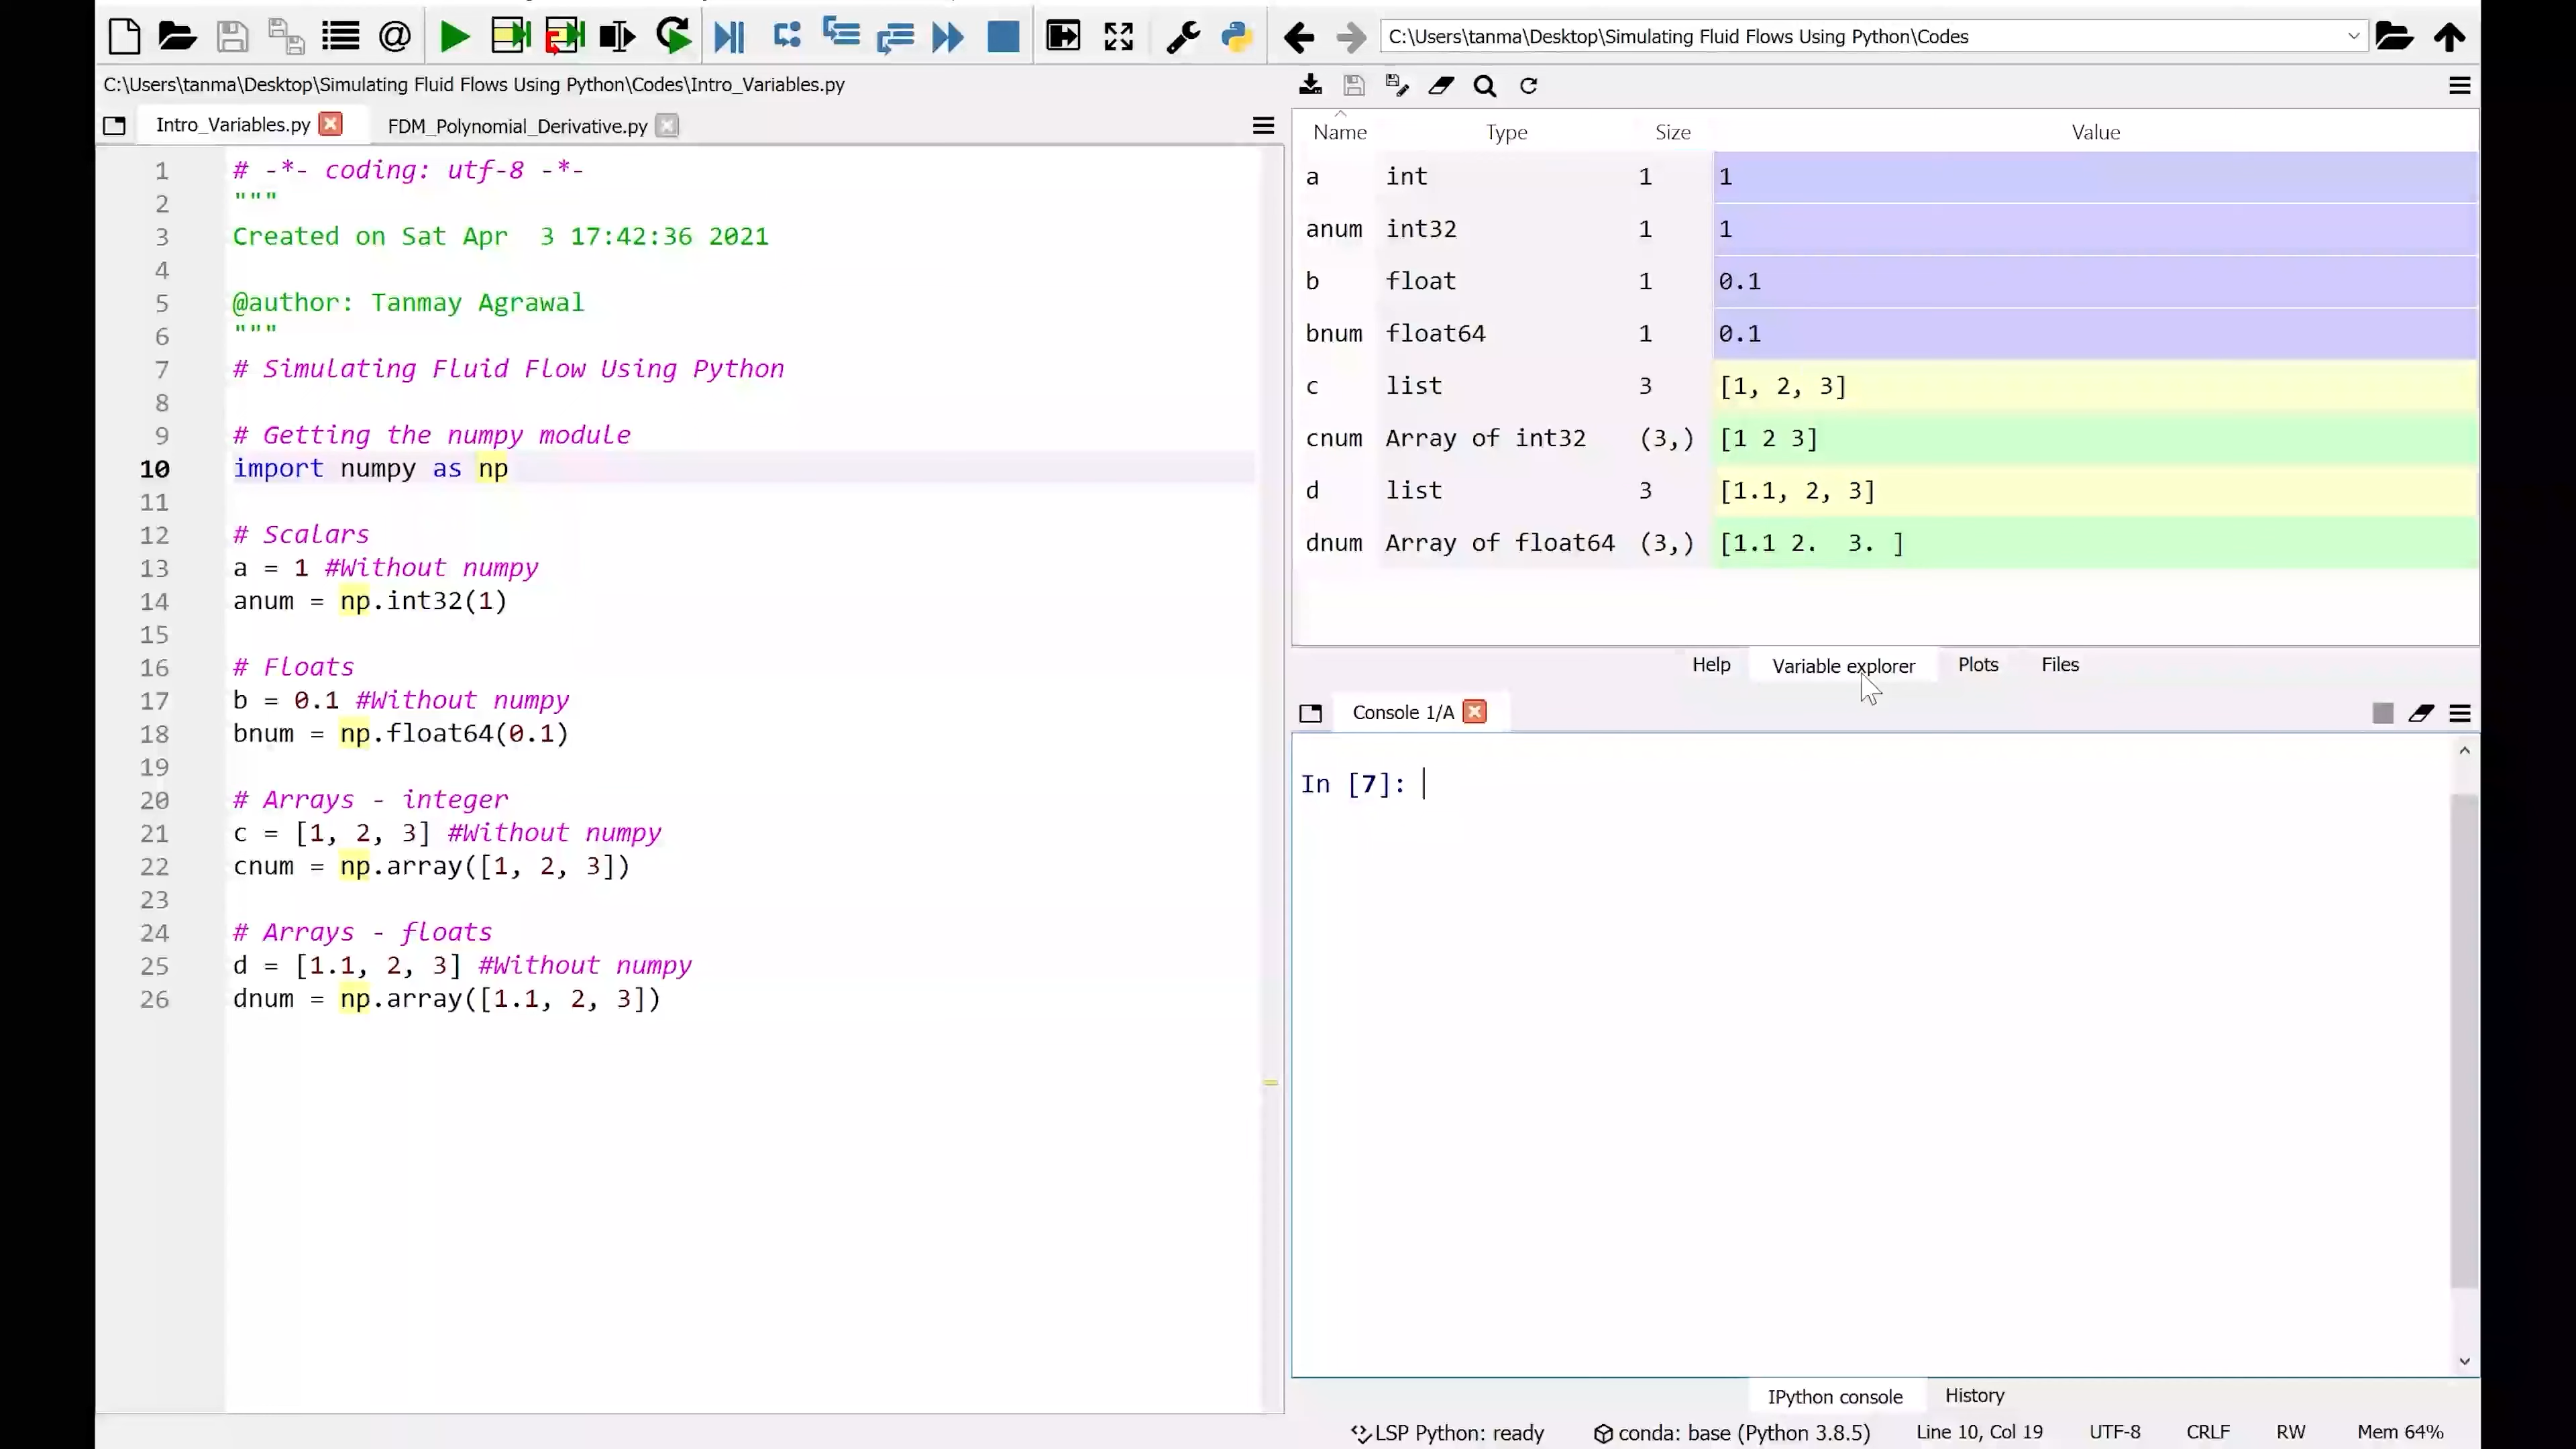 C:\Users\tanma\Desktop\Simulating Fluid Flows Using Python\Codes
C:\Users\tanma\Desktop\Simulating Fluid Flows Using Python\Codes\Intro_Variables.py
Intro_Variables.py
FDM_Polynomial_Derivative.py
1 # -*- coding: utf-8 -*-
2 """
3 Created on Sat Apr  3 17:42:36 2021
4
5 @author: Tanmay Agrawal
6 """
7 # Simulating Fluid Flow Using Python
8
9 # Getting the numpy module
10 import numpy as np
11
12 # Scalars
13 a = 1 #Without numpy
14 anum = np.int32(1)
15
16 # Floats
17 b = 0.1 #Without numpy
18 bnum = np.float64(0.1)
19
20 # Arrays - integer
21 c = [1, 2, 3] #Without numpy
22 cnum = np.array([1, 2, 3])
23
24 # Arrays - floats
25 d = [1.1, 2, 3] #Without numpy
26 dnum = np.array([1.1, 2, 3])
Name Type Size Value
a int 1 1
anum int32 1 1
b float 1 0.1
bnum float64 1 0.1
c list 3 [1, 2, 3]
cnum Array of int32 (3,) [1 2 3]
d list 3 [1.1, 2, 3]
dnum Array of float64 (3,) [1.1 2.  3. ]
Help Variable explorer Plots Files
Console 1/A
In [7]:
IPython console History
LSP Python: ready conda: base (Python 3.8.5) Line 10, Col 19 UTF-8 CRLF RW Mem 64%